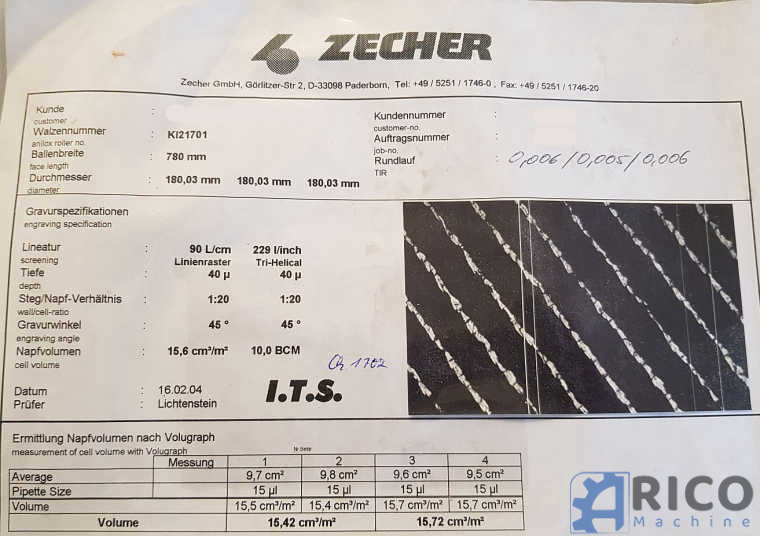 ZECHER
Zecher GmbH, Görlitzer-Str 2, D-33098 Paderborn, Tel: +49 / 5251 / 1746-0 , Fax: +49 / 5251 / 1746-20
Kunde :
customer
Walzennummer : KI21701
anilox roller no.
Ballenbreite : 780 mm
face length
Durchmesser : 180,03 mm 180,03 mm 180,03 mm
diameter
Kundennummer :
customer-no.
Auftragsnummer :
job-no.
Rundlauf : 0,006/0,005/0,006
TIR
Gravurspezifikationen
engraving specification
Lineatur : 90 L/cm 229 l/inch
screening Linienraster Tri-Helical
Tiefe : 40 µ 40 µ
depth
Steg/Napf-Verhältnis : 1:20 1:20
wall/cell-ratio
Gravurwinkel : 45 ° 45 °
engraving angle
Napfvolumen : 15,6 cm³/m² 10,0 BCM
cell volume
1702
Datum : 16.02.04
Prüfer : Lichtenstein
I.T.S.
Ermittlung Napfvolumen nach Volugraph
measurement of cell volume with Volugraph
Messung 1 2 3 4
Average 9,7 cm² 9,8 cm² 9,6 cm² 9,5 cm²
Pipette Size 15 µl 15 µl 15 µl 15 µl
Volume 15,5 cm³/m² 15,4 cm³/m² 15,7 cm³/m² 15,7 cm³/m²
Volume 15,42 cm³/m² 15,72 cm³/m²
ARICO
Machine